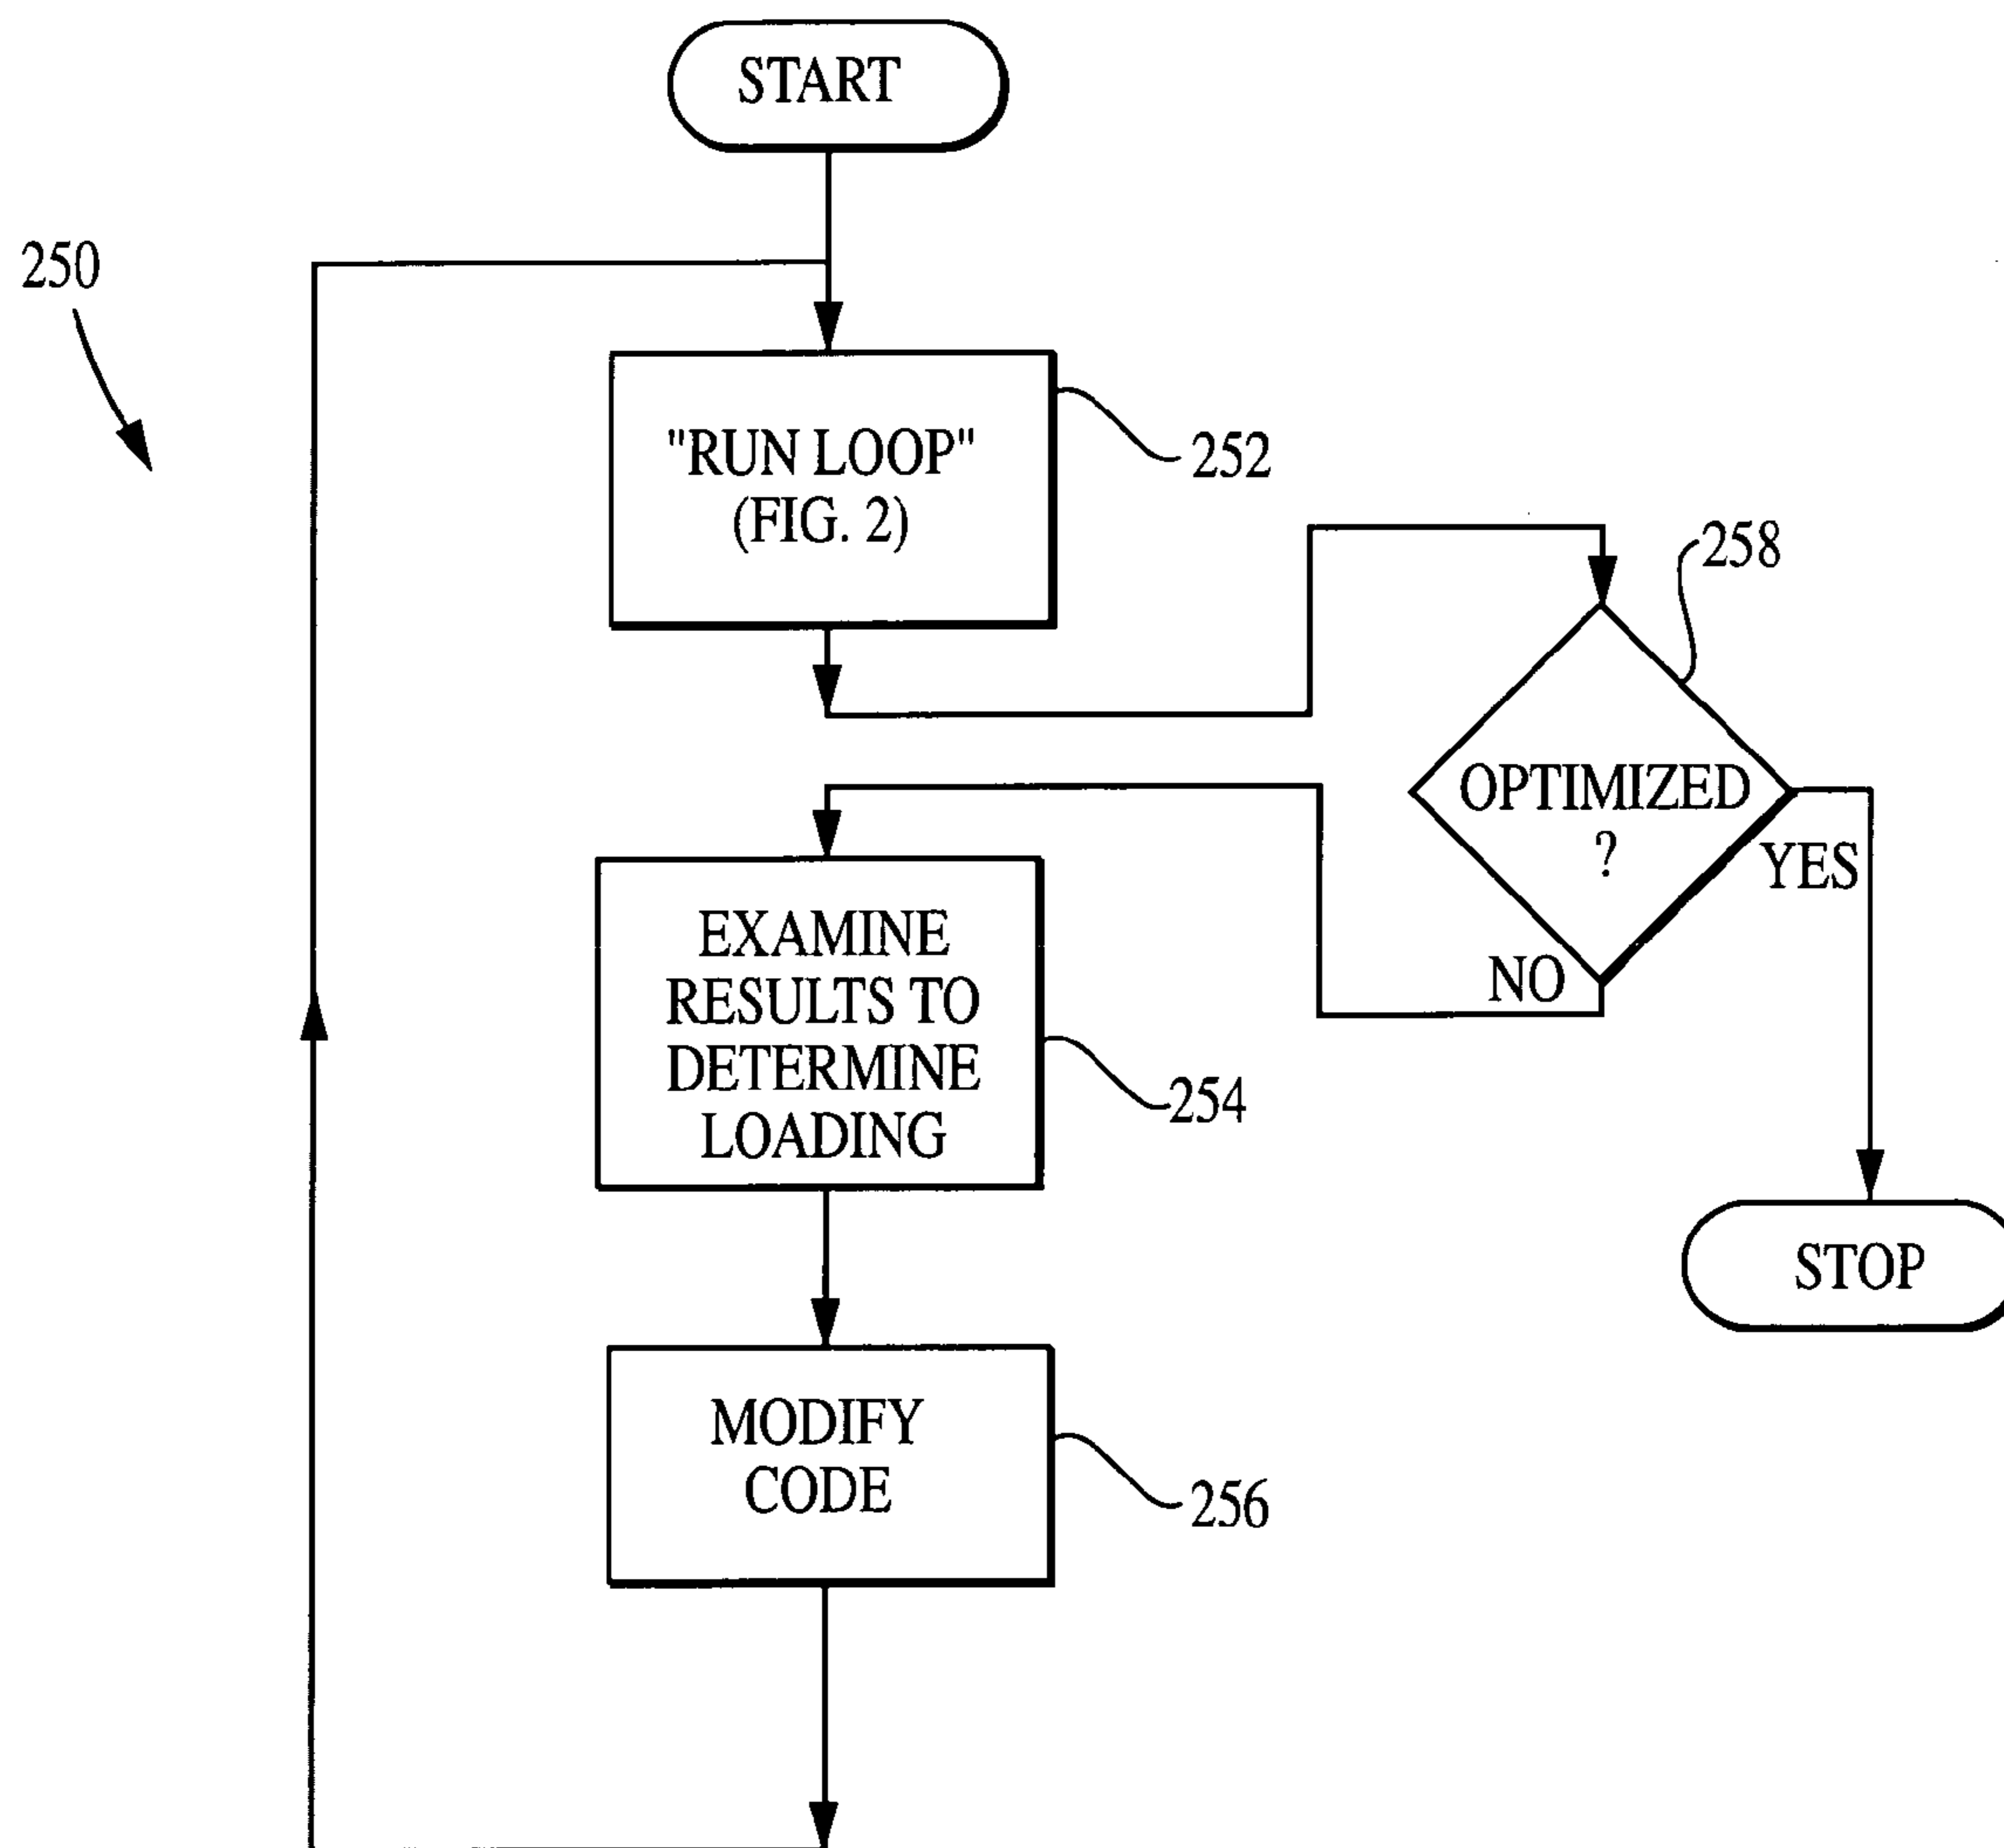 START
250
"RUN LOOP"
(FIG. 2)
252
258
OPTIMIZED
?
YES
NO
EXAMINE
RESULTS TO
DETERMINE
LOADING
254
STOP
MODIFY
CODE
256